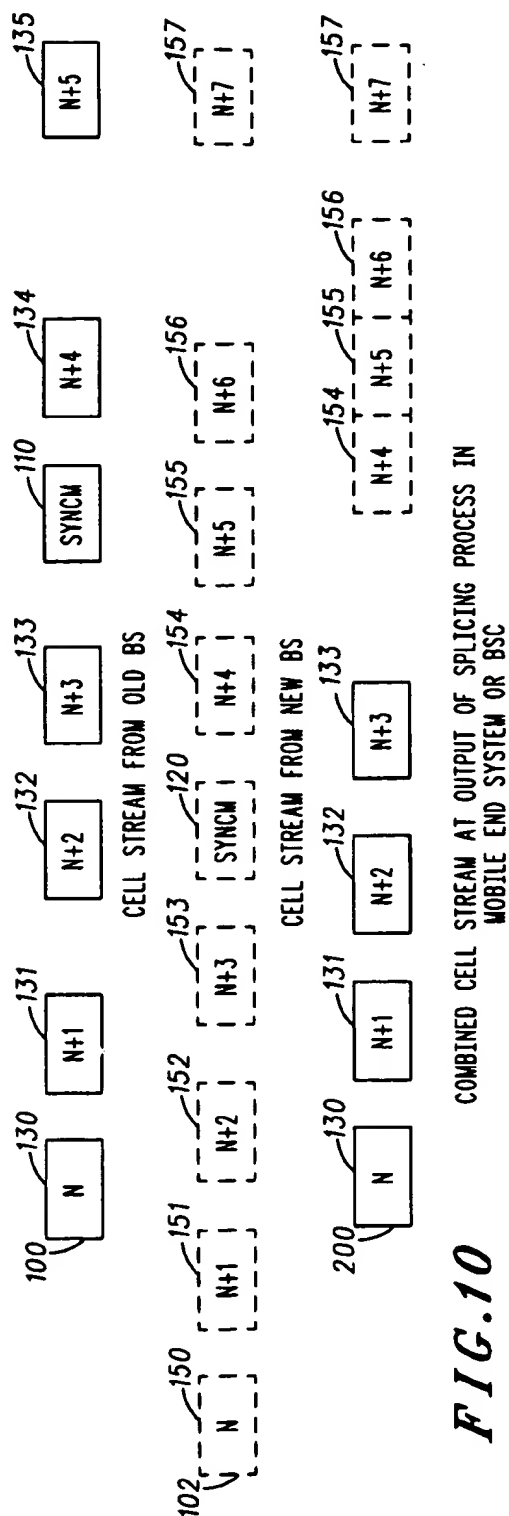 130 131 132 133 110 134 135
100 N N+1 N+2 N+3 SYNCM N+4 N+5
CELL STREAM FROM OLD BS
150 151 152 153 120 154 155 156 157
102 N N+1 N+2 N+3 SYNCM N+4 N+5 N+6 N+7
CELL STREAM FROM NEW BS
130 131 132 133 154 155 156 157
200 N N+1 N+2 N+3 N+4 N+5 N+6 N+7
COMBINED CELL STREAM AT OUTPUT OF SPLICING PROCESS IN
MOBILE END SYSTEM OR BSC
FIG.10